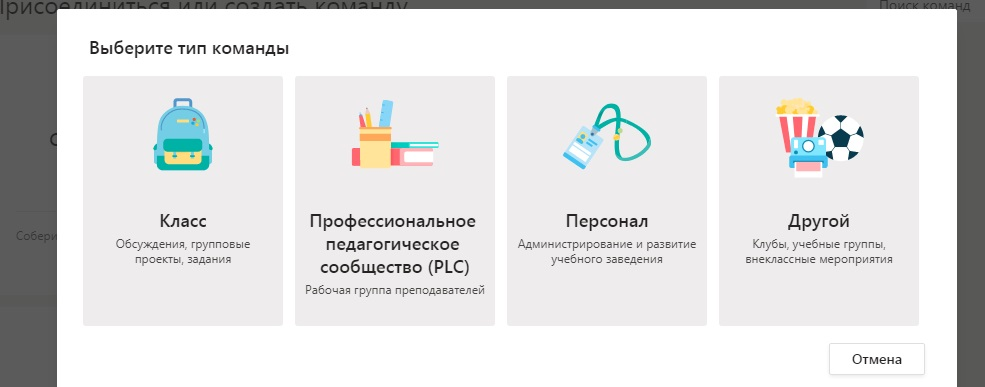 Присоединиться или создать команду
Поиск команд
Выберите тип команды
Класс
Обсуждения, групповые
проекты, задания
Профессиональное
педагогическое
сообщество (PLC)
Рабочая группа преподавателей
Персонал
Администрирование и развитие
учебного заведения
Другой
Клубы, учебные группы,
внеклассные мероприятия
Собери
Отмена